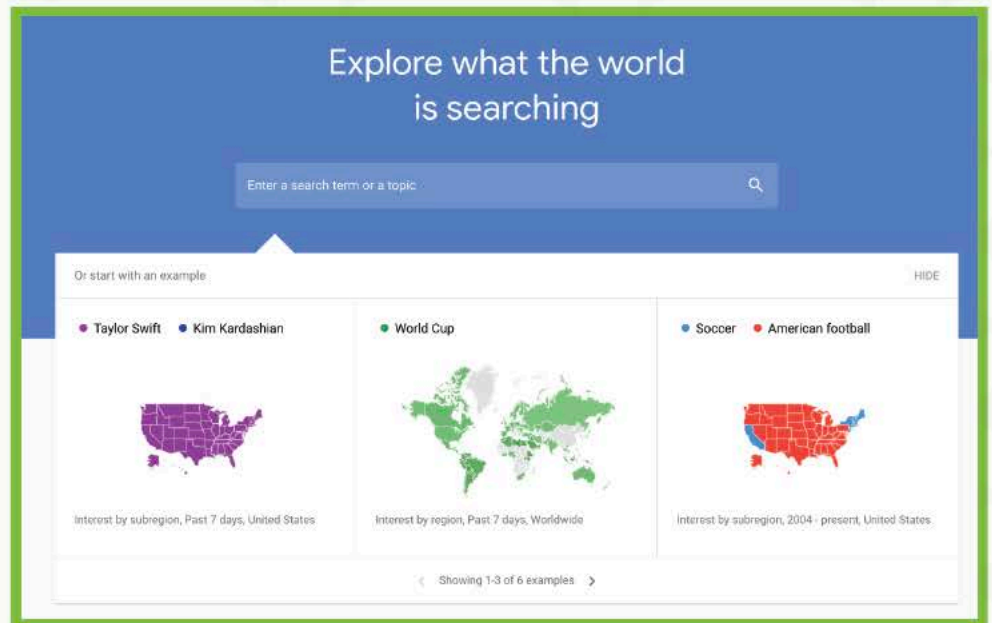 Explore what the world
is searching
Enter a search term or a topic
Or start with an example
HIDE
Taylor Swift Kim Kardashian
World Cup
Soccer American football
Interest by subregion, Past 7 days, United States
Interest by region, Past 7 days, Worldwide
Interest by subregion, 2004 - present, United States
Showing 1-3 of 6 examples